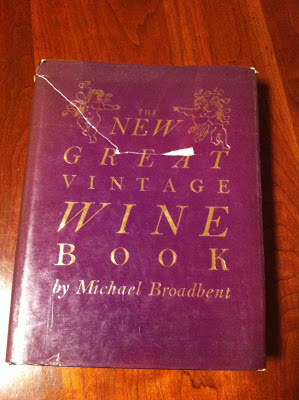 THE
NEW
GREAT
VINTAGE
WINE
BOOK
by Michael Broadbent